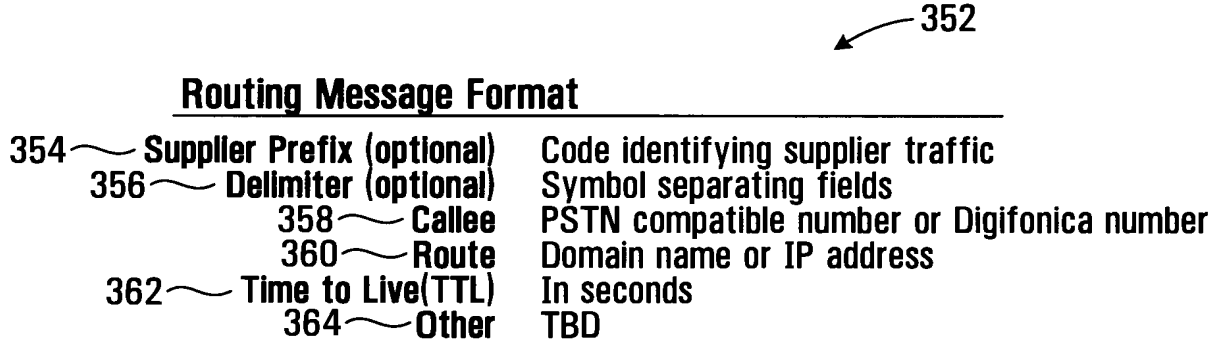 352
Routing Message Format
354 Supplier Prefix (optional) Code identifying supplier traffic
356 Delimiter (optional) Symbol separating fields
358 Callee PSTN compatible number or Digifonica number
360 Route Domain name or IP address
362 Time to Live(TTL) In seconds
364 Other TBD